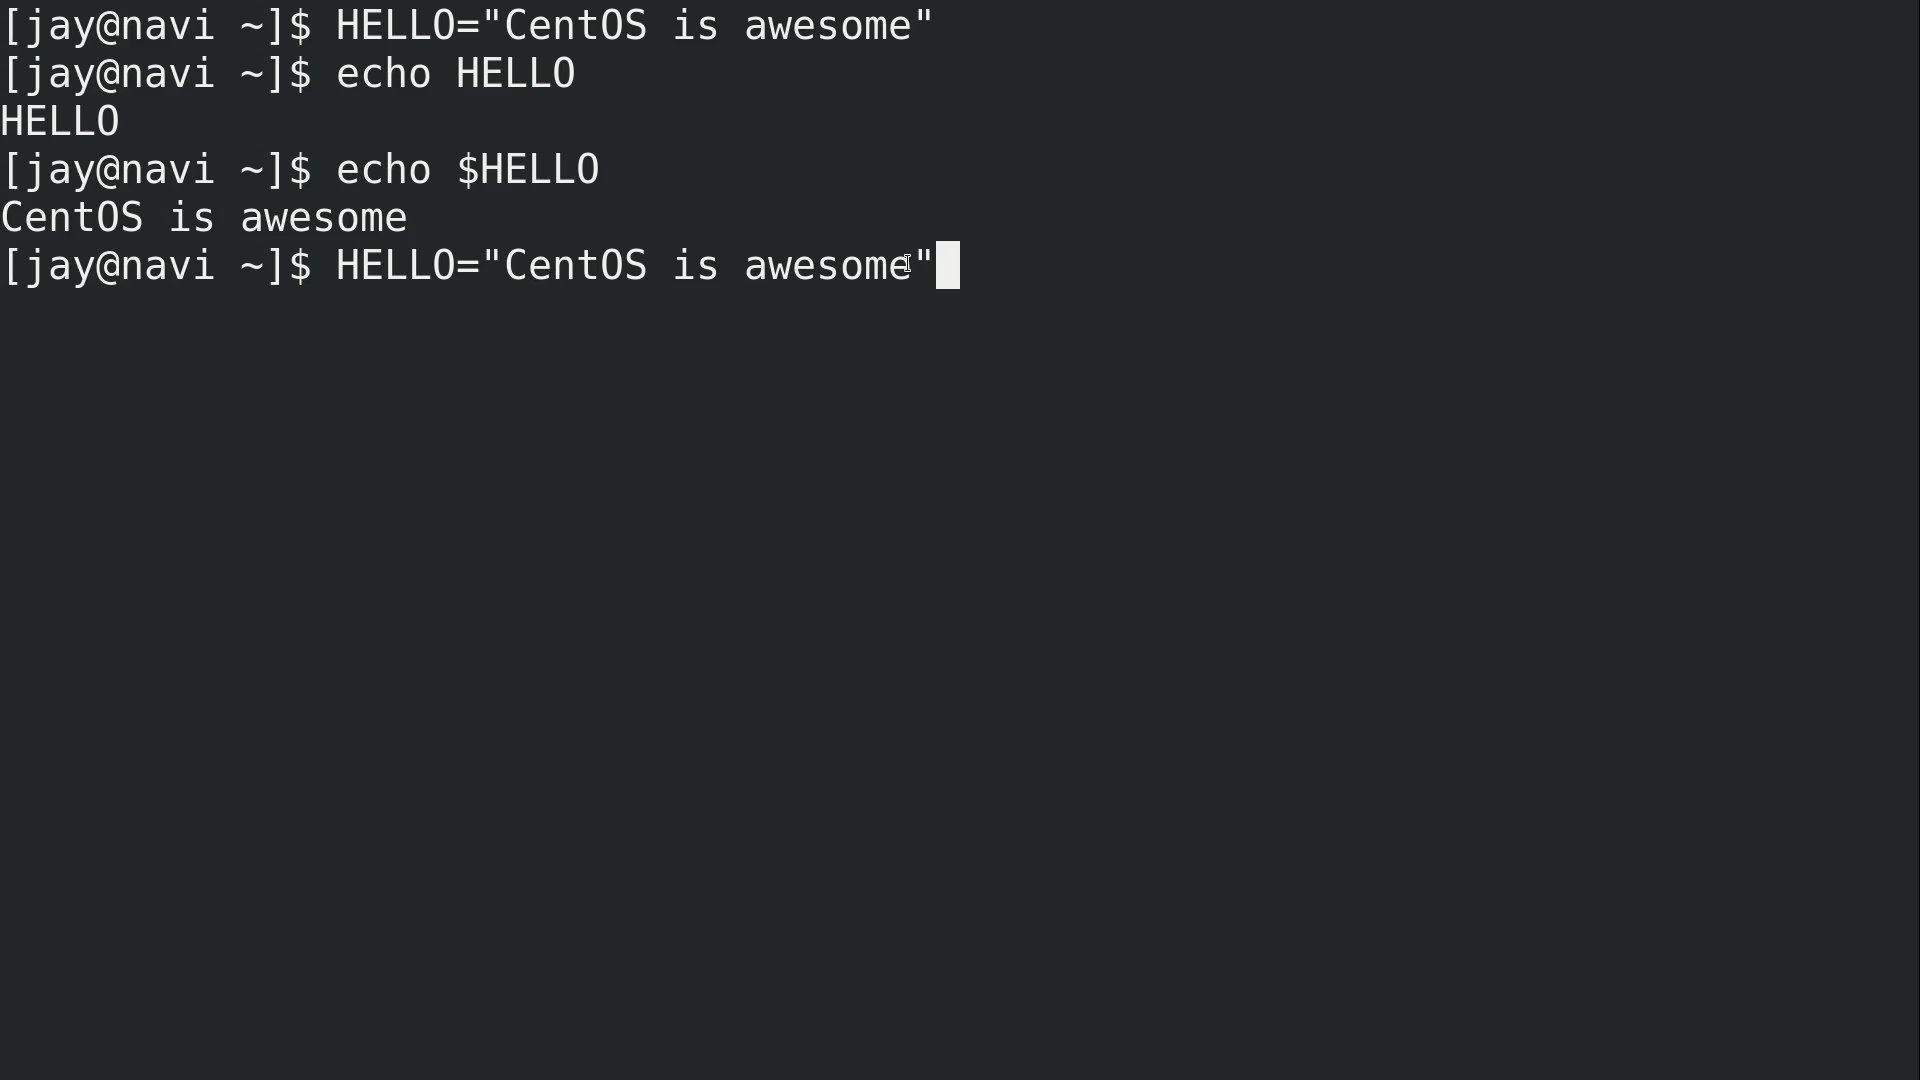 [jay@navi ~]$ HELLO="CentOS is awesome"
[jay@navi ~]$ echo HELLO
HELLO
[jay@navi ~]$ echo $HELLO
CentOS is awesome
[jay@navi ~]$ HELLO="CentOS is awesome"